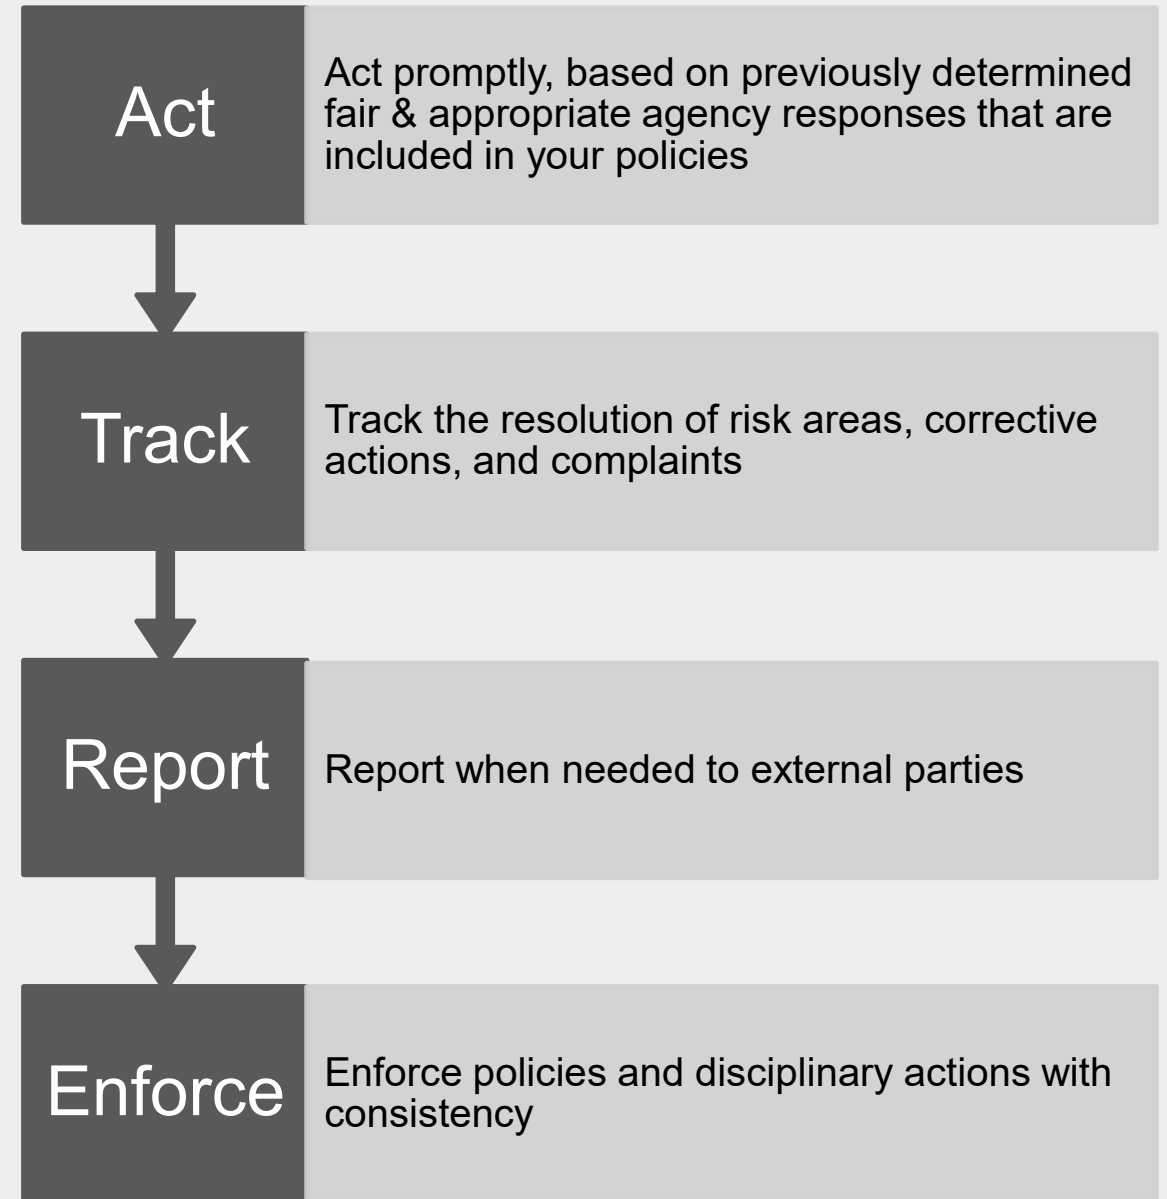 Act
Act promptly, based on previously determined
fair & appropriate agency responses that are
included in your policies
Track
Track the resolution of risk areas, corrective
actions, and complaints
Report
Report when needed to external parties
Enforce
Enforce policies and disciplinary actions with
consistency